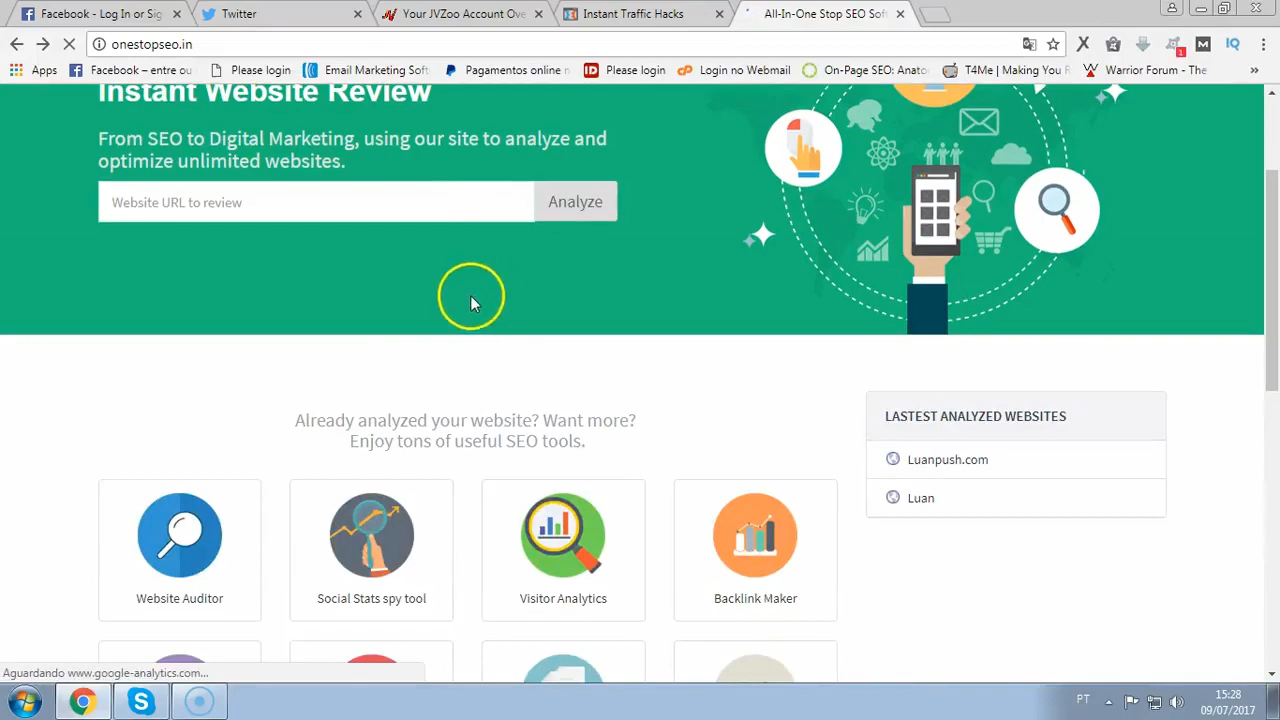 Facebook - Log In or Sig
Twitter
Your JVZoo Account Ove
Instant Traffic Hacks
All-In-One Stop SEO Sof
onestopseo.in
Apps
Facebook – entre ou
Please login
Email Marketing Soft
Pagamentos online n
Please login
Login no Webmail
On-Page SEO: Anato
T4Me | Making You R
Warrior Forum - The
Instant Website Review
From SEO to Digital Marketing, using our site to analyze and
optimize unlimited websites.
Website URL to review
Analyze
Already analyzed your website? Want more?
Enjoy tons of useful SEO tools.
LASTEST ANALYZED WEBSITES
Luanpush.com
Luan
Website Auditor
Social Stats spy tool
Visitor Analytics
Backlink Maker
Aguardando www.google-analytics.com...
PT
15:28
09/07/2017